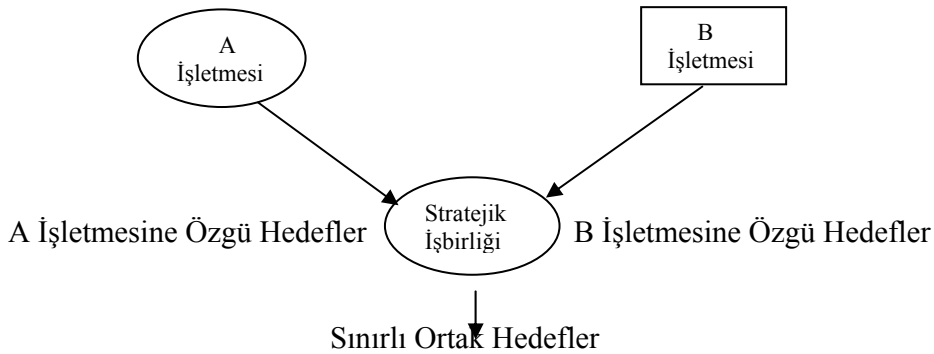 A
İşletmesi
B
İşletmesi
Stratejik
İşbirliği
A İşletmesine Özgü Hedefler
B İşletmesine Özgü Hedefler
Sınırlı Ortak Hedefler